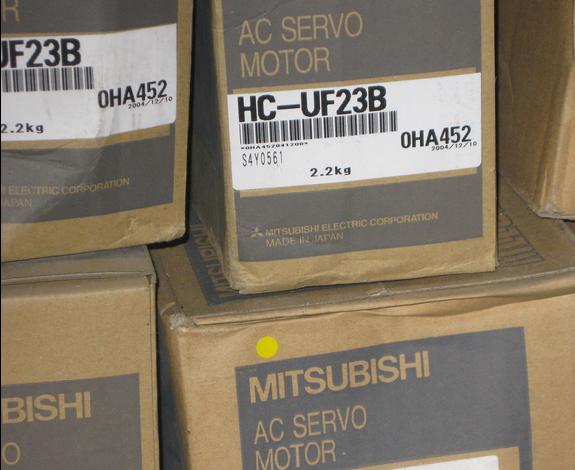 R
UF23B
0HA452
2004/12/10
2.2kg
ELECTRIC CORPORATION
JAPAN
AC SERVO
MOTOR
HC-UF23B
*0HA452041200*
0HA452
2004/12/10
S4Y0561
2.2kg
MITSUBISHI ELECTRIC CORPORATION
MADE IN JAPAN
BISHI
O
MITSUBISHI
AC SERVO
MOTOR